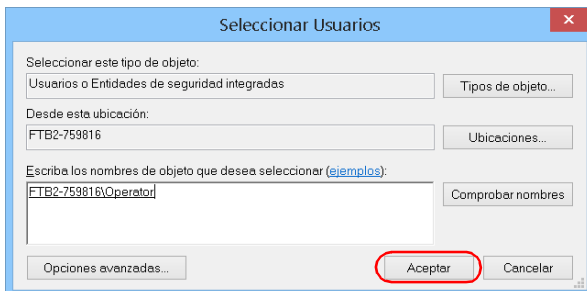 Seleccionar Usuarios
Seleccionar este tipo de objeto:
Usuarios o Entidades de seguridad integradas
Tipos de objeto...
Desde esta ubicación:
FTB2-759816
Ubicaciones...
Escriba los nombres de objeto que desea seleccionar (ejemplos):
FTB2-759816\Operator
Comprobar nombres
Opciones avanzadas...
Aceptar
Cancelar